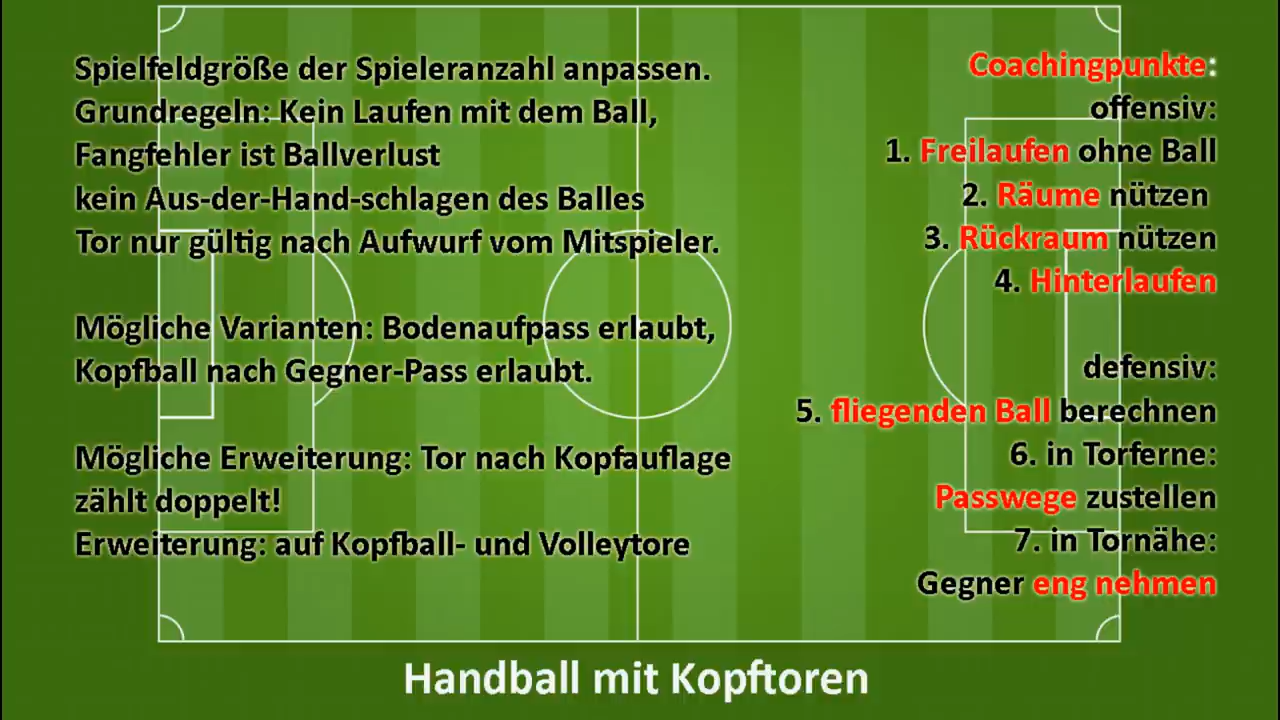 Spielfeldgröße der Spieleranzahl anpassen.
Grundregeln: Kein Laufen mit dem Ball,
Fangfehler ist Ballverlust
kein Aus-der-Hand-schlagen des Balles
Tor nur gültig nach Aufwurf vom Mitspieler.
Mögliche Varianten: Bodenaufpass erlaubt,
Kopfball nach Gegner-Pass erlaubt.
Mögliche Erweiterung: Tor nach Kopfauflage
zählt doppelt!
Erweiterung: auf Kopfball- und Volleytore
Coachingpunkte:
offensiv:
1. Freilaufen ohne Ball
2. Räume nützen
3. Rückraum nützen
4. Hinterlaufen
defensiv:
5. fliegenden Ball berechnen
6. in Torferne:
Passwege zustellen
7. in Tornähe:
Gegner eng nehmen
Handball mit Kopftoren